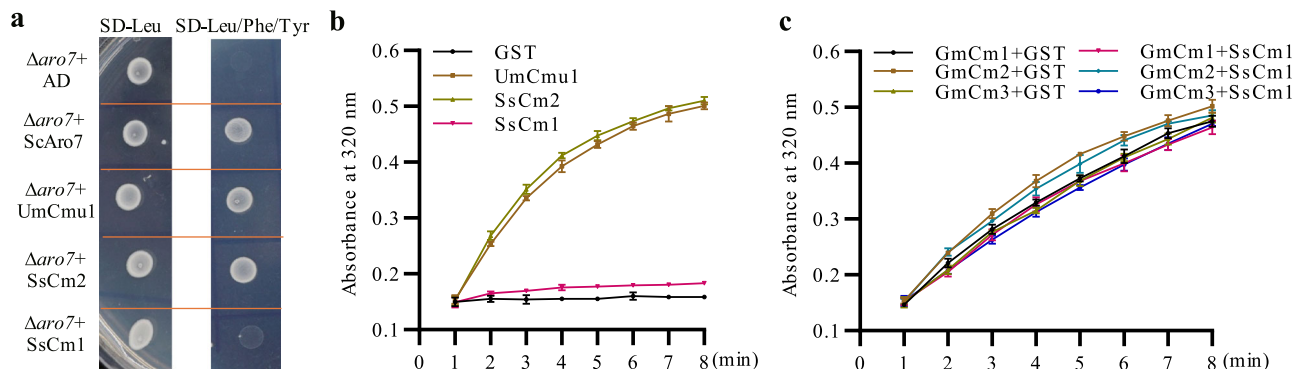 a
SD-Leu SD-Leu/Phe/Tyr
Δaro7+
AD
Δaro7+
ScAro7
Δaro7+
UmCmu1
Δaro7+
SsCm2
Δaro7+
SsCm1
b
Absorbance at 320 nm
0.6
0.5
0.4
0.3
0.2
0.1
GST
UmCmu1
SsCm2
SsCm1
0 1 2 3 4 5 6 7 8 (min)
c
Absorbance at 320 nm
0.6
0.5
0.4
0.3
0.2
0.1
GmCm1+GST GmCm1+SsCm1
GmCm2+GST GmCm2+SsCm1
GmCm3+GST GmCm3+SsCm1
0 1 2 3 4 5 6 7 8 (min)